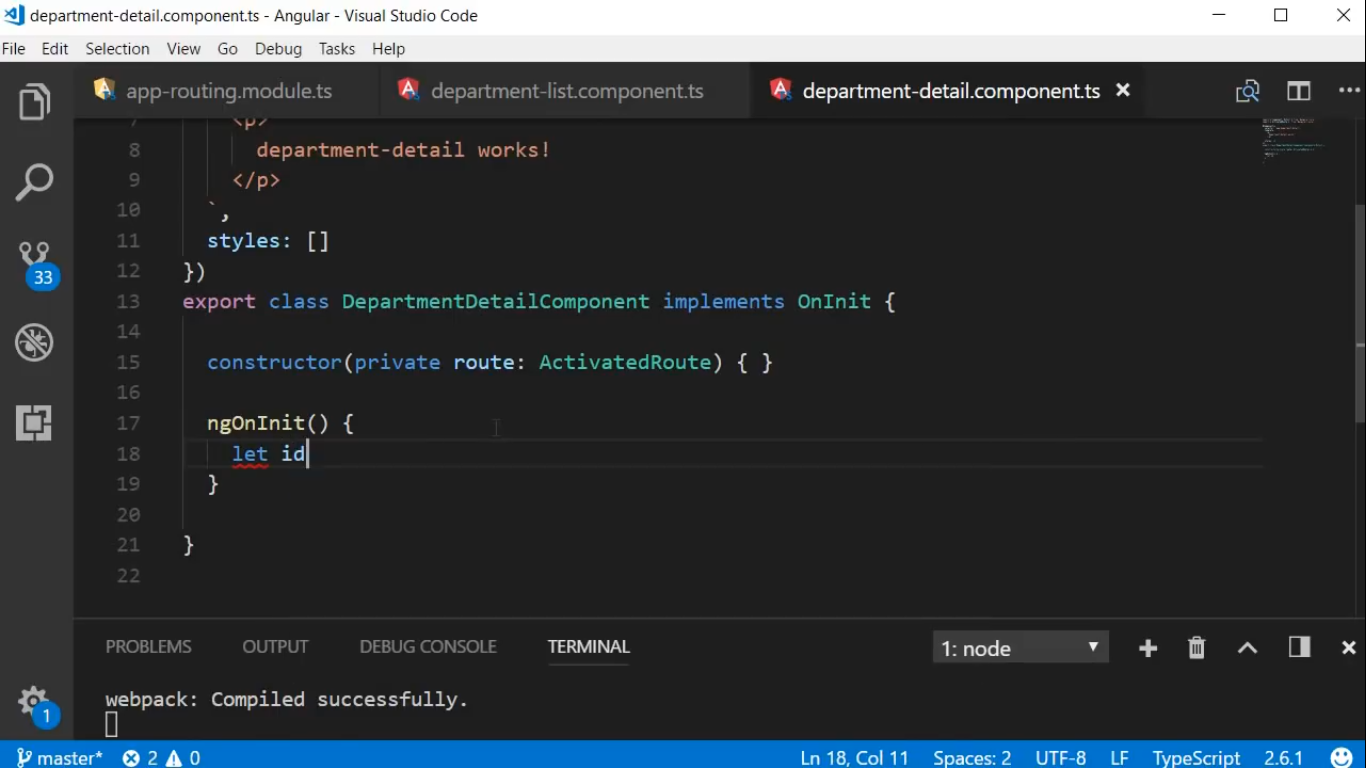 department-detail.component.ts - Angular - Visual Studio Code
File Edit Selection View Go Debug Tasks Help
app-routing.module.ts department-list.component.ts department-detail.component.ts
7 <p>
8 department-detail works!
9 </p>
10 `,
11 styles: []
12 })
13 export class DepartmentDetailComponent implements OnInit {
14
15 constructor(private route: ActivatedRoute) { }
16
17 ngOnInit() {
18 let id
19 }
20
21 }
22
33
PROBLEMS OUTPUT DEBUG CONSOLE TERMINAL 1: node
webpack: Compiled successfully.
1
master* 2 0 Ln 18, Col 11 Spaces: 2 UTF-8 LF TypeScript 2.6.1